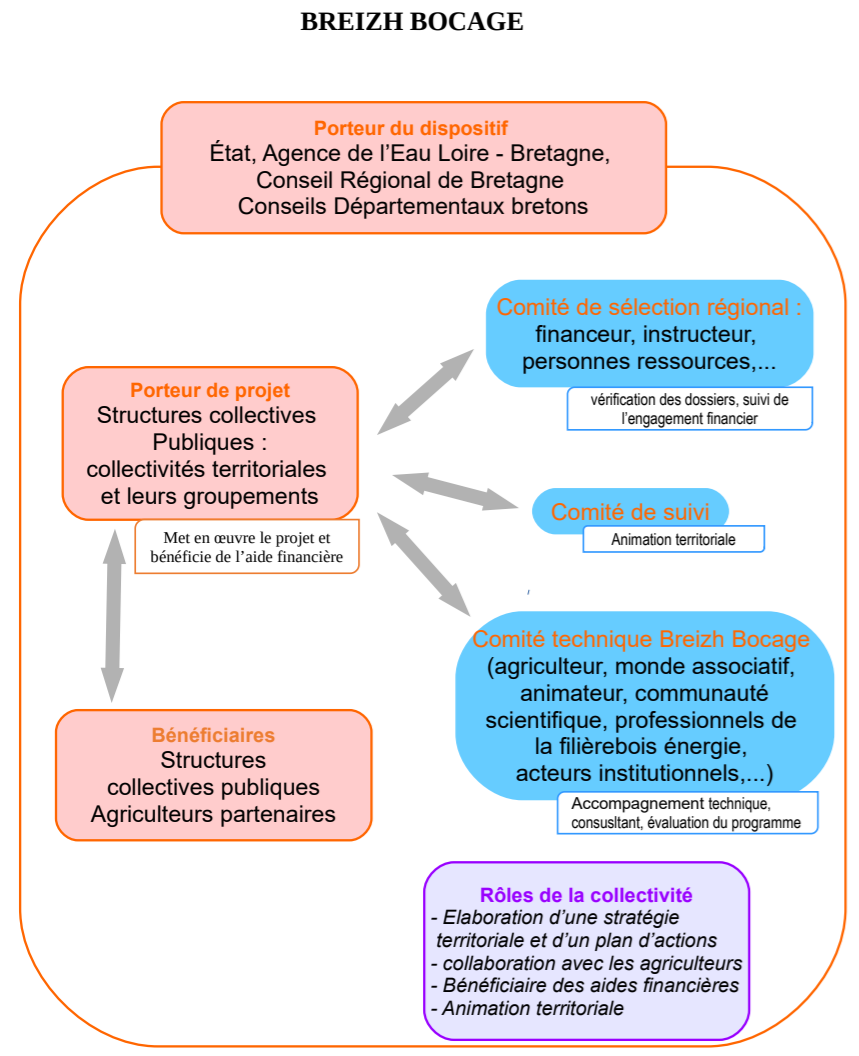 BREIZH BOCAGE
Porteur du dispositif
État, Agence de l'Eau Loire - Bretagne,
Conseil Régional de Bretagne
Conseils Départementaux bretons
Comité de sélection régional :
financeur, instructeur,
personnes ressources,...
vérification des dossiers, suivi de
l'engagement financier
Porteur de projet
Structures collectives
Publiques :
collectivités territoriales
et leurs groupements
Met en œuvre le projet et
bénéficie de l'aide financière
Comité de suivi
Animation territoriale
Comité technique Breizh Bocage
(agriculteur, monde associatif,
animateur, communauté
scientifique, professionnels de
la filièrebois énergie,
acteurs institutionnels,...)
Accompagnement technique,
consusltant, évaluation du programme
Bénéficiaires
Structures
collectives publiques
Agriculteurs partenaires
Rôles de la collectivité
- Elaboration d'une stratégie
territoriale et d'un plan d'actions
- collaboration avec les agriculteurs
- Bénéficiaire des aides financières
- Animation territoriale